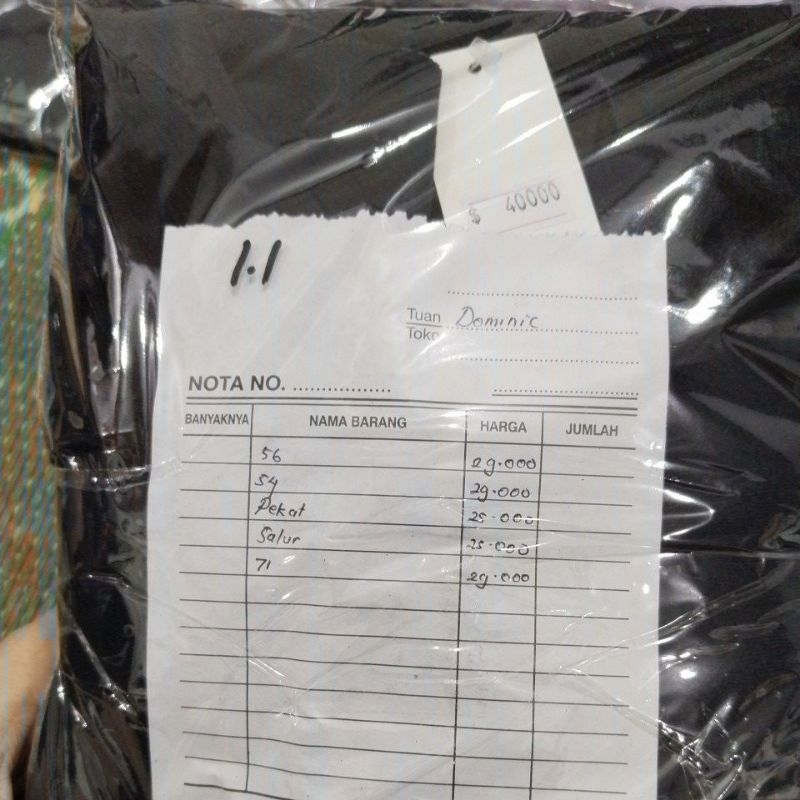 $ 40000
1.1
Tuan Dominic
Toko
NOTA NO. ..................
BANYAKNYA NAMA BARANG HARGA JUMLAH
56 29.000
54 29.000
Pekat 25.000
Salur 25.000
71 29.000